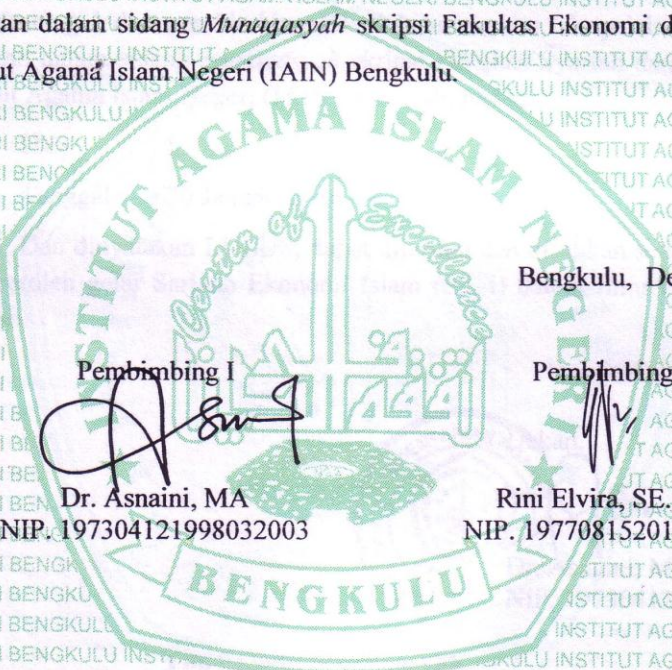 an dalam sidang Munaqasyah skripsi Fakultas Ekonomi d
ut Agama Islam Negeri (IAIN) Bengkulu.
INSTITUT AGAMA ISLAM NEGERI
Center of Excellence
Bengkulu, De
Pembimbing I Pembimbing
Dr. Asnaini, MA Rini Elvira, SE.
NIP. 197304121998032003 NIP. 19770815201
BENGKULU